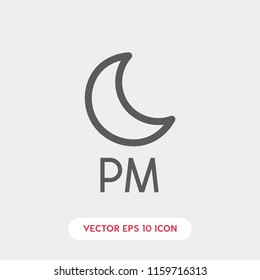 PM
VECTOR EPS 10 ICON
shutterstock.com · 1159716313